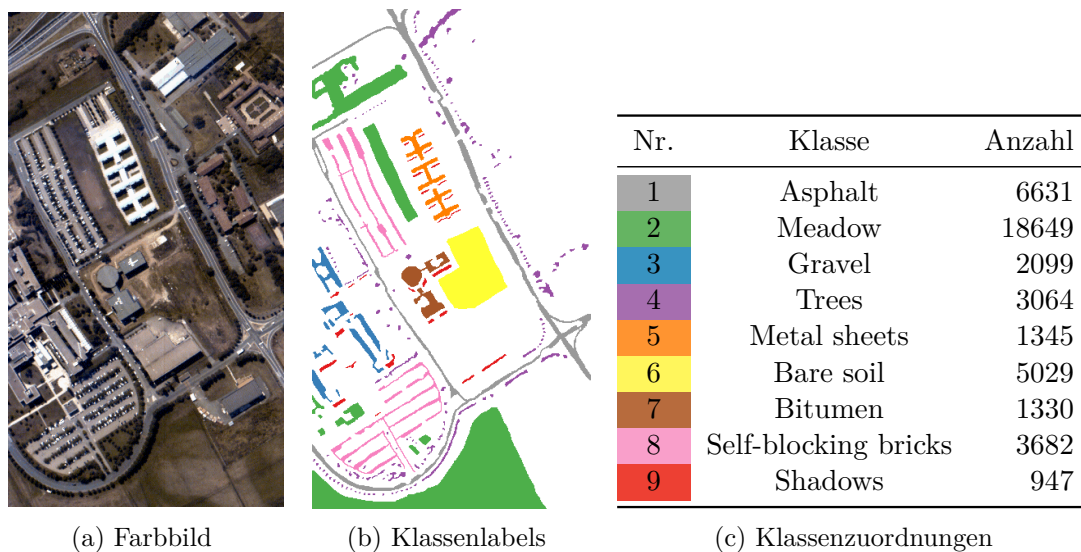 Nr. Klasse Anzahl
1 Asphalt 6631
2 Meadow 18649
3 Gravel 2099
4 Trees 3064
5 Metal sheets 1345
6 Bare soil 5029
7 Bitumen 1330
8 Self-blocking bricks 3682
9 Shadows 947
(a) Farbbild
(b) Klassenlabels
(c) Klassenzuordnungen